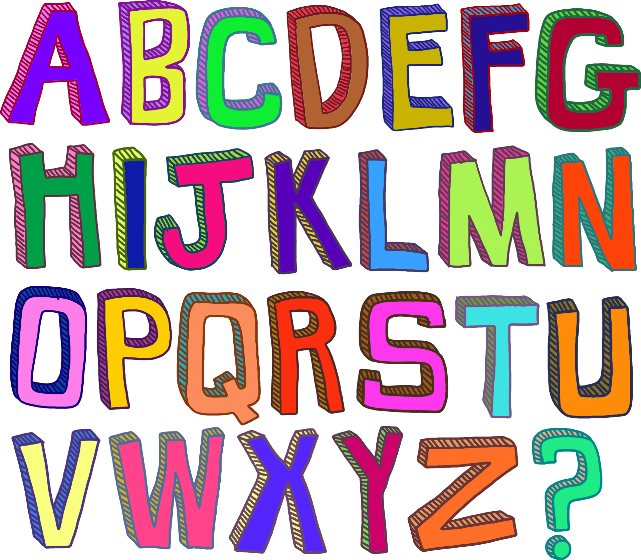 ABCDEFG
HIJKLMN
OPQRSTU
VWXYZ?